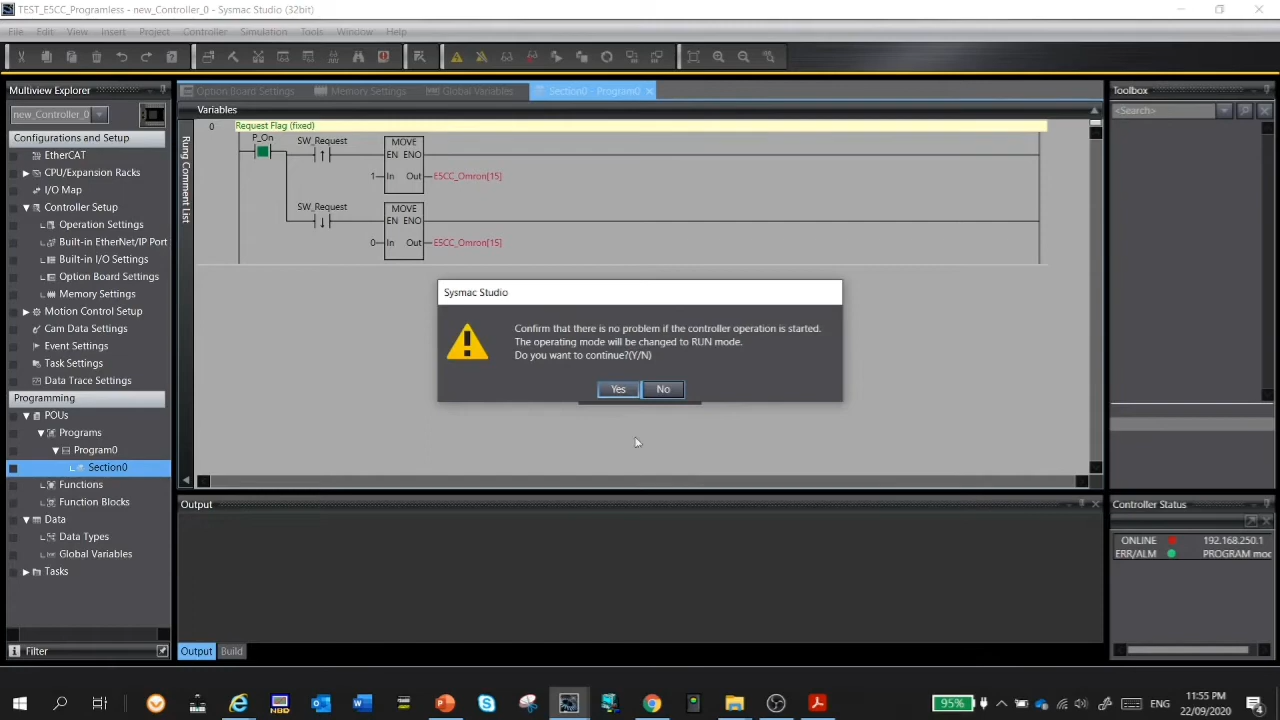 TEST_E5CC_Programless - new_Controller_0 - Sysmac Studio (32bit)
File Edit View Insert Project Controller Simulation Tools Window Help
Multiview Explorer
new_Controller_0
Configurations and Setup
EtherCAT
CPU/Expansion Racks
I/O Map
Controller Setup
Operation Settings
Built-in EtherNet/IP Port
Built-in I/O Settings
Option Board Settings
Memory Settings
Motion Control Setup
Cam Data Settings
Event Settings
Task Settings
Data Trace Settings
Programming
POUs
Programs
Program0
Section0
Functions
Function Blocks
Data
Data Types
Global Variables
Tasks
Filter
Option Board Settings Memory Settings Global Variables Section0 - Program0
Variables
Rung Comment List
0 Request Flag (fixed)
P_On SW_Request MOVE
EN ENO
1 In Out E5CC_Omron[15]
SW_Request MOVE
EN ENO
0 In Out E5CC_Omron[15]
Sysmac Studio
Confirm that there is no problem if the controller operation is started.
The operating mode will be changed to RUN mode.
Do you want to continue?(Y/N)
Yes No
Output
Output Build
Toolbox
<Search>
Controller Status
ONLINE 192.168.250.1
ERR/ALM PROGRAM mod
95% ENG 11:55 PM
22/09/2020